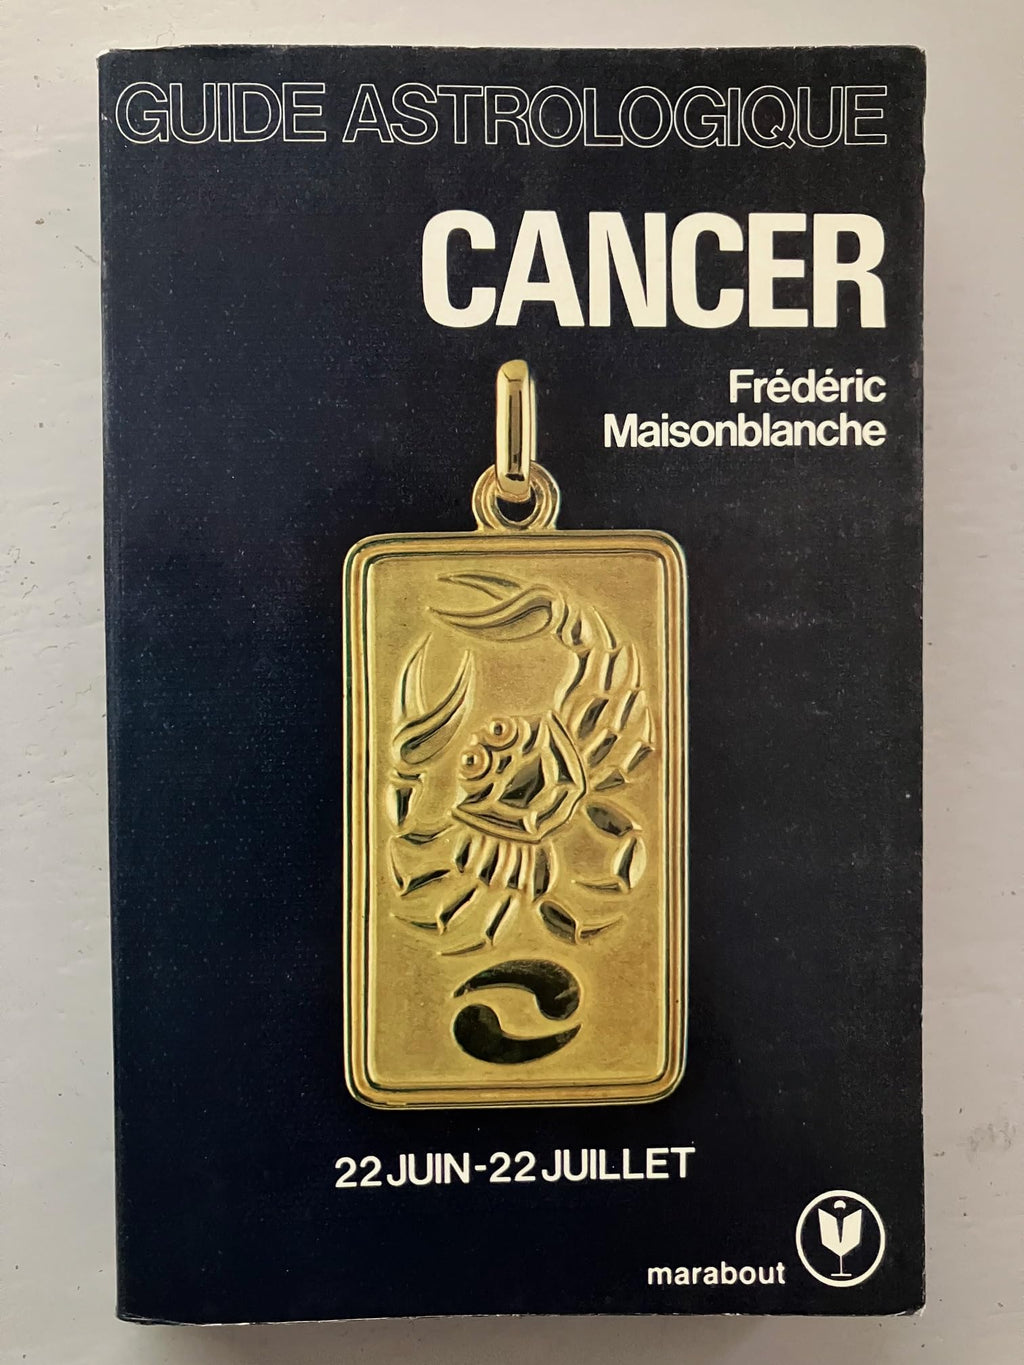 GUIDE ASTROLOGIQUE
CANCER
Frédéric
Maisonblanche
22 JUIN-22 JUILLET
marabout